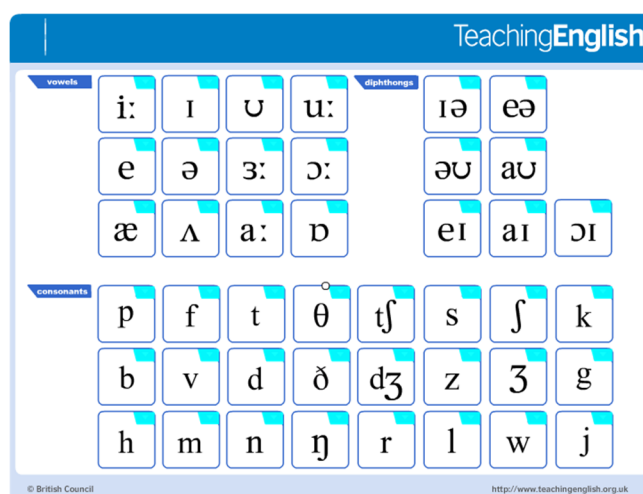 TeachingEnglish
vowels
iː ɪ ʊ uː
diphthongs
ɪə eə
e ə ɜː ɔː
əʊ aʊ
æ ʌ aː ɒ
eɪ aɪ ɔɪ
consonants
p f t θ tʃ s ʃ k
b v d ð dʒ z ʒ g
h m n ŋ r l w j
© British Council
http://www.teachingenglish.org.uk